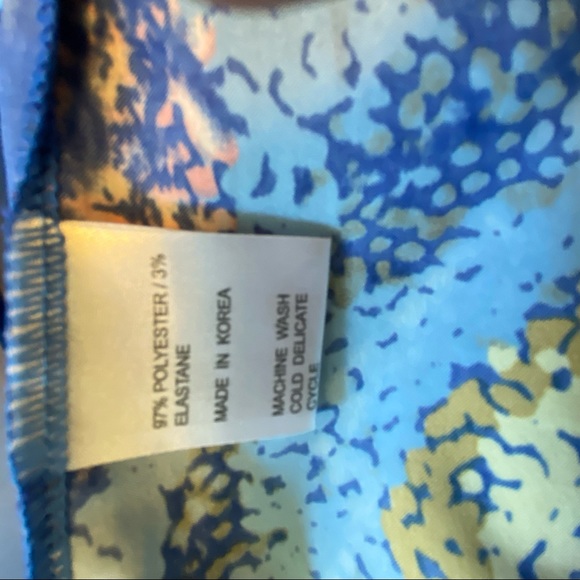 97% POLYESTER / 3%
ELASTANE
MADE IN KOREA
MACHINE WASH
COLD DELICATE
CYCLE